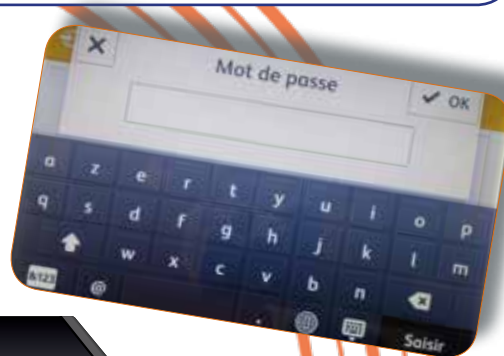 Mot de passe
OK
a z e r t y u i o p
q s d f g h j k l m
w x c v b n
&123 @ . Saisir